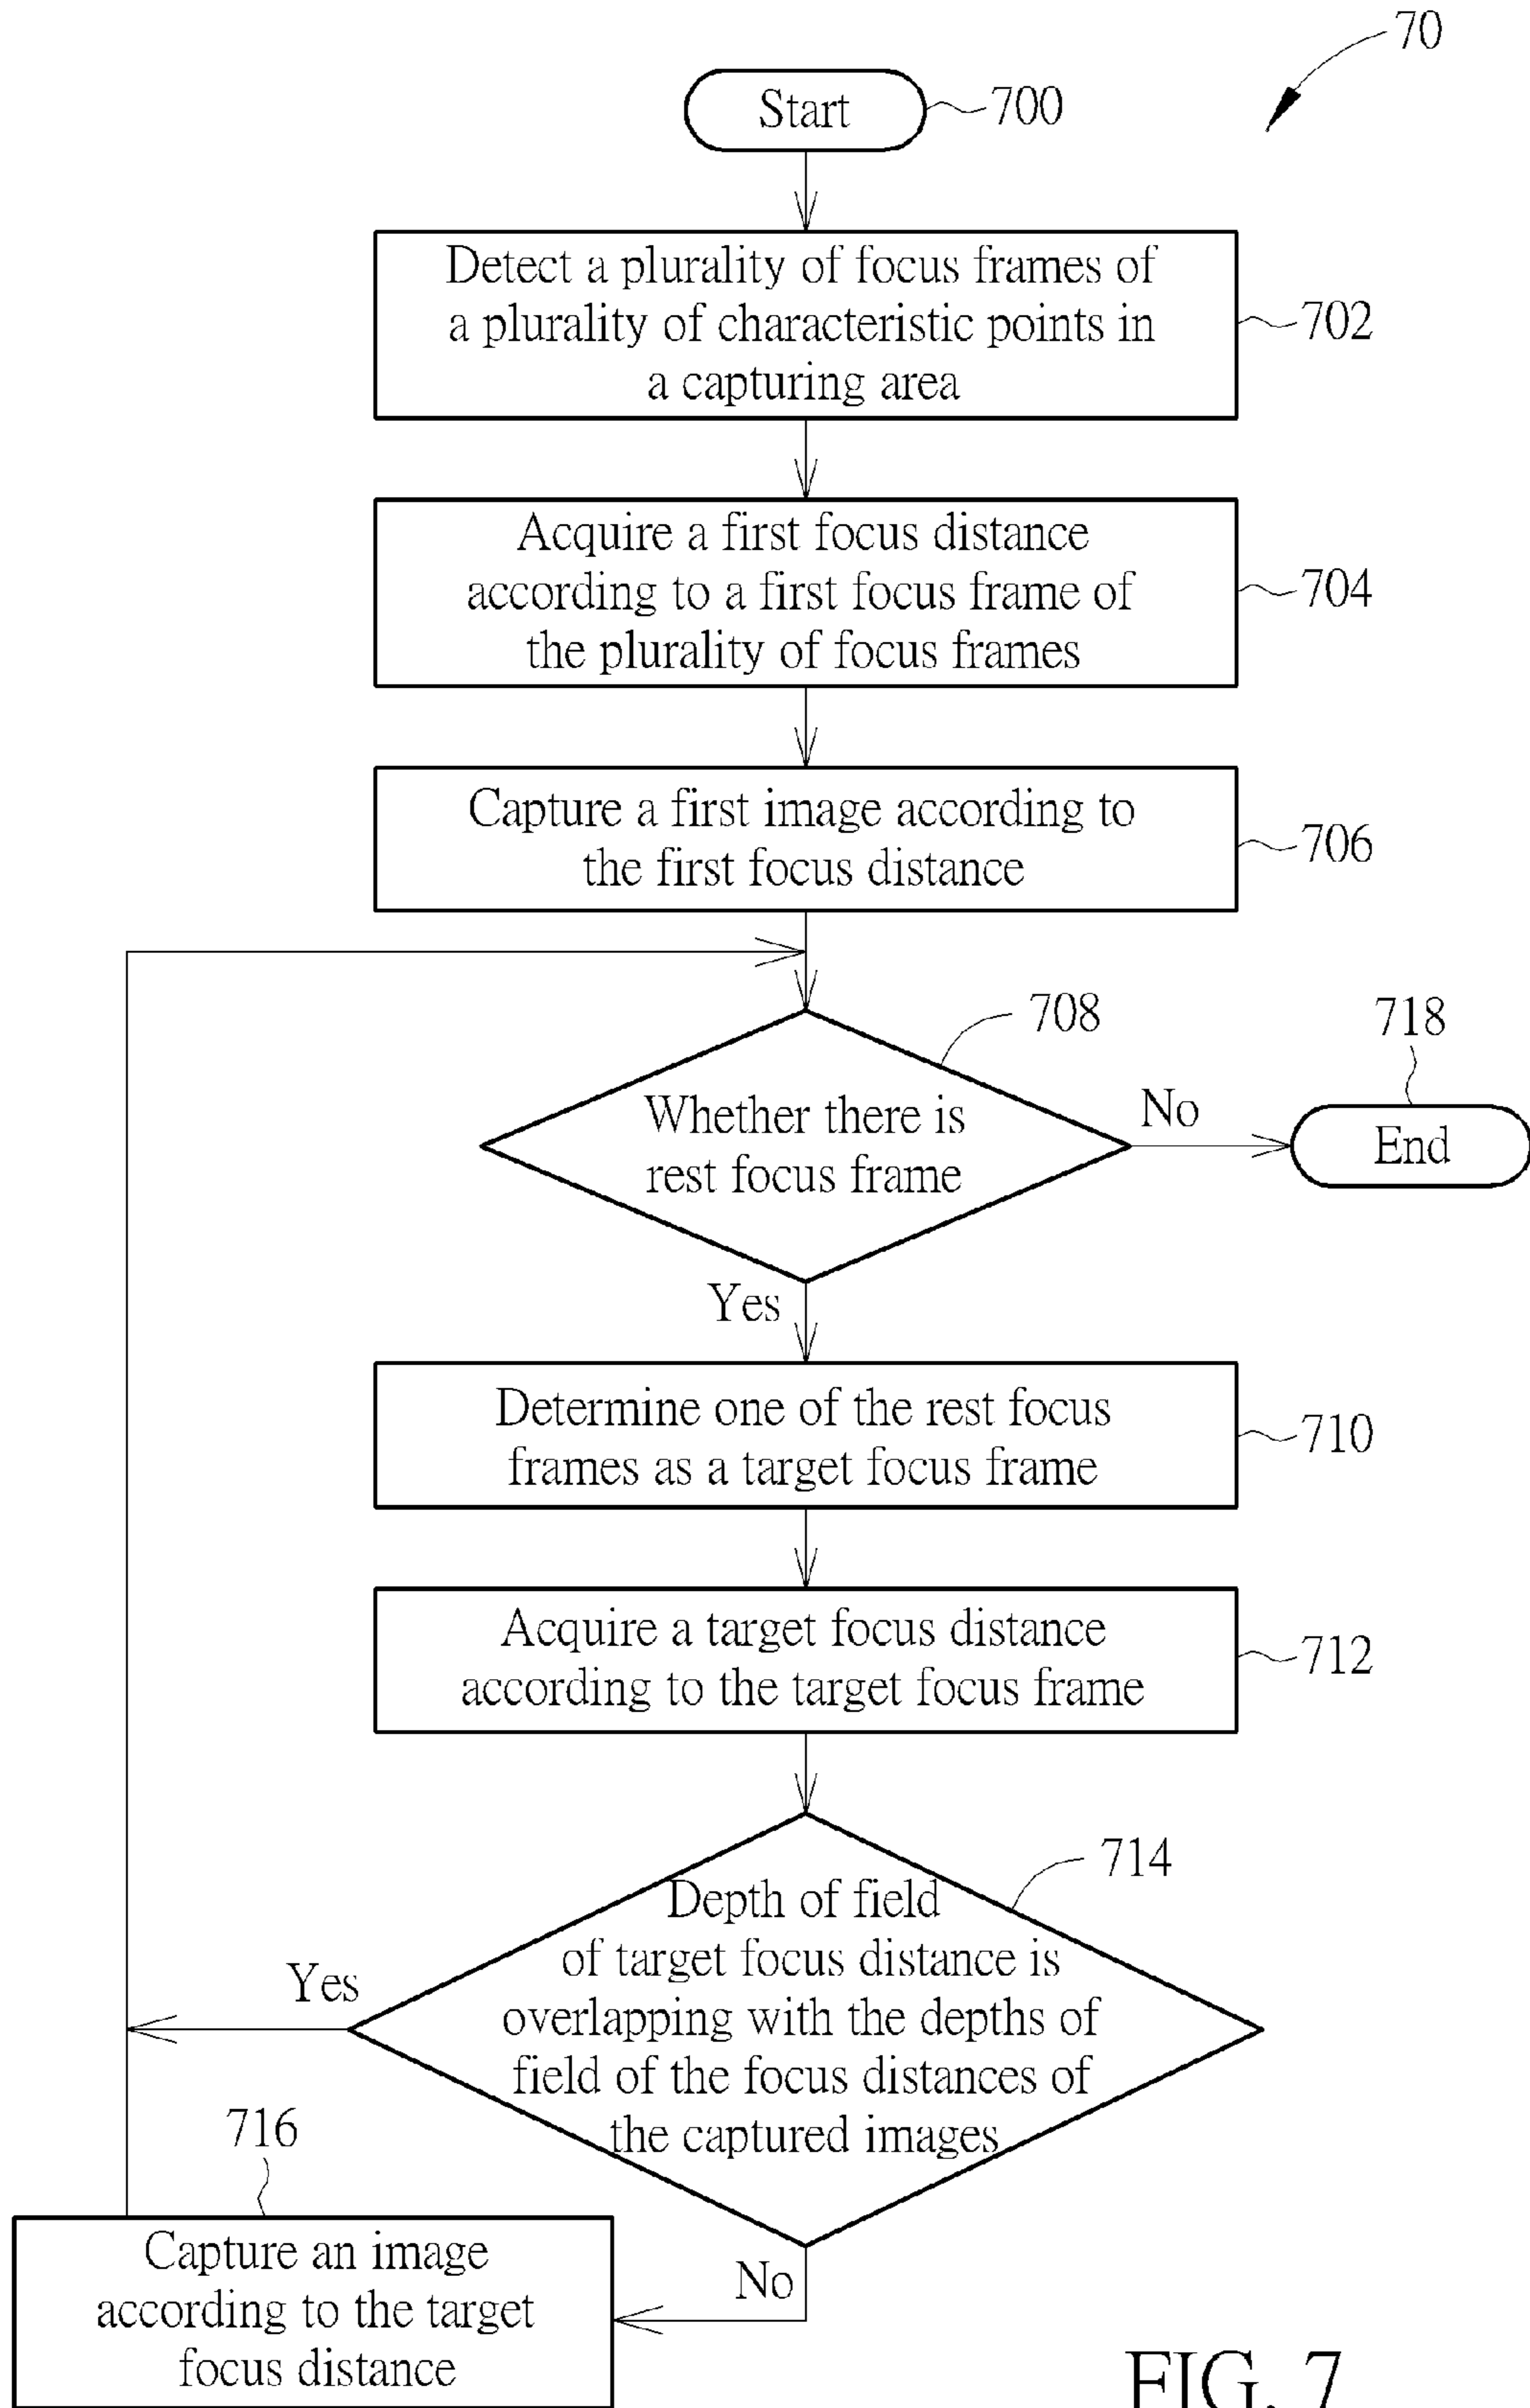 70
Start
700
Detect a plurality of focus frames of
a plurality of characteristic points in
a capturing area
702
Acquire a first focus distance
according to a first focus frame of
the plurality of focus frames
704
Capture a first image according to
the first focus distance
706
708
Whether there is
rest focus frame
No
718
End
Yes
Determine one of the rest focus
frames as a target focus frame
710
Acquire a target focus distance
according to the target focus frame
712
714
Depth of field
of target focus distance is
overlapping with the depths of
field of the focus distances of
the captured images
Yes
No
716
Capture an image
according to the target
focus distance
FIG. 7